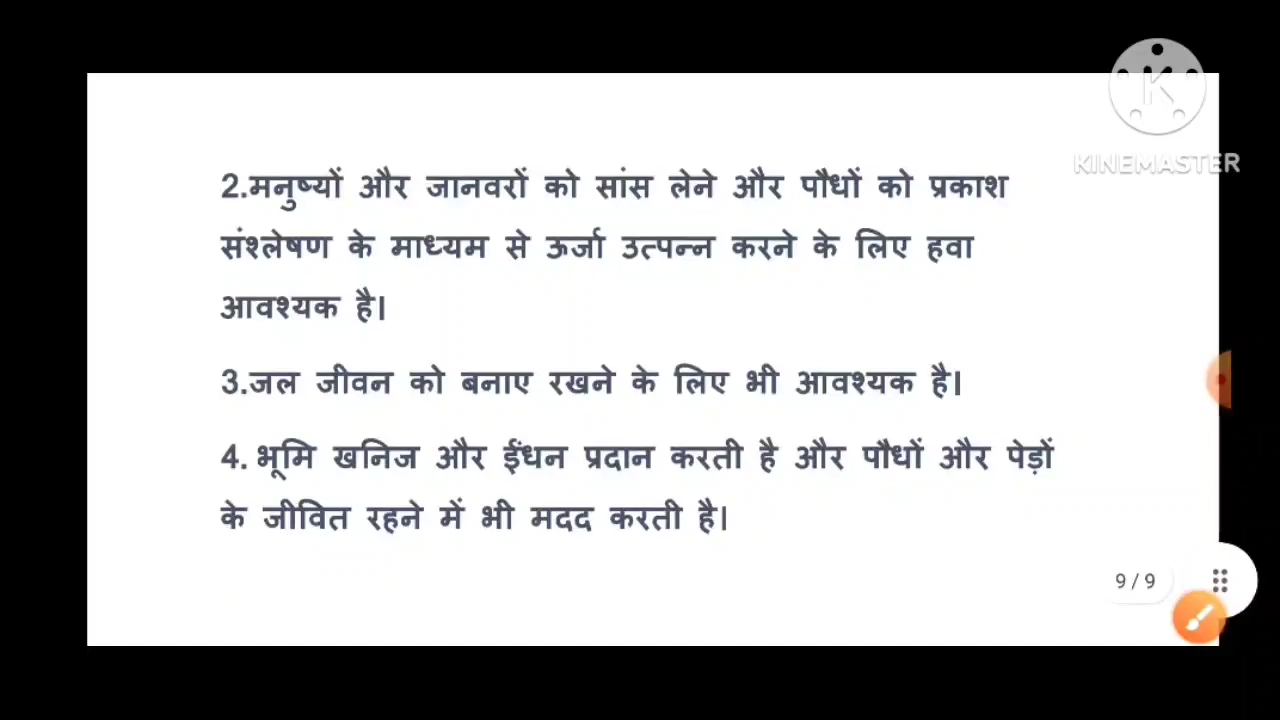 KINEMASTER
2.मनुष्यों और जानवरों को सांस लेने और पौधों को प्रकाश
संश्लेषण के माध्यम से ऊर्जा उत्पन्न करने के लिए हवा
आवश्यक है।
3.जल जीवन को बनाए रखने के लिए भी आवश्यक है।
4. भूमि खनिज और ईंधन प्रदान करती है और पौधों और पेड़ों
के जीवित रहने में भी मदद करती है।
9 / 9